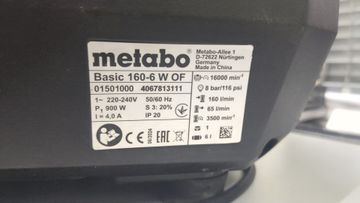 metabo
Metabo-Allee 1
D-72622 Nürtingen
Germany
Made in China
Basic 160-6 W OF
01501000 4067813111
1~ 220-240V 50/60 Hz
P₁ 900 W S 3: 20%
I = 4,0 A IP 20
06/2024
16000 min⁻¹
8 bar/116 psi
160 l/min
65 l/min
3500 min⁻¹
1
6 l